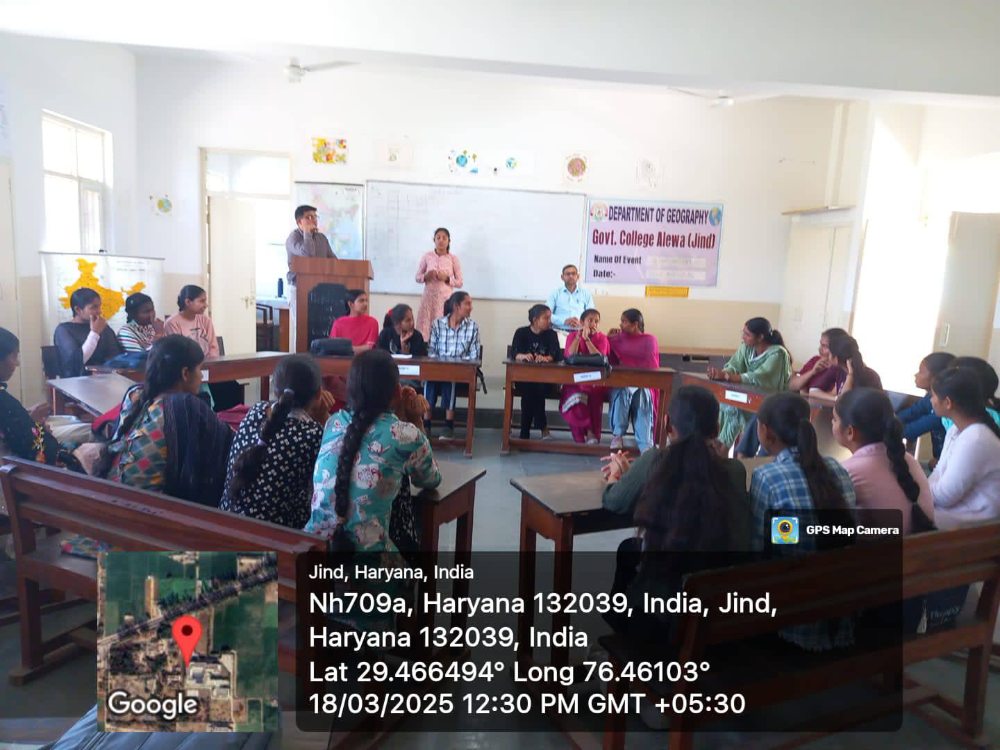 DEPARTMENT OF GEOGRAPHY
Govt. College Alewa (Jind)
Name Of Event
Date:-
GPS Map Camera
Jind, Haryana, India
Nh709a, Haryana 132039, India, Jind,
Haryana 132039, India
Lat 29.466494° Long 76.46103°
18/03/2025 12:30 PM GMT +05:30
Google